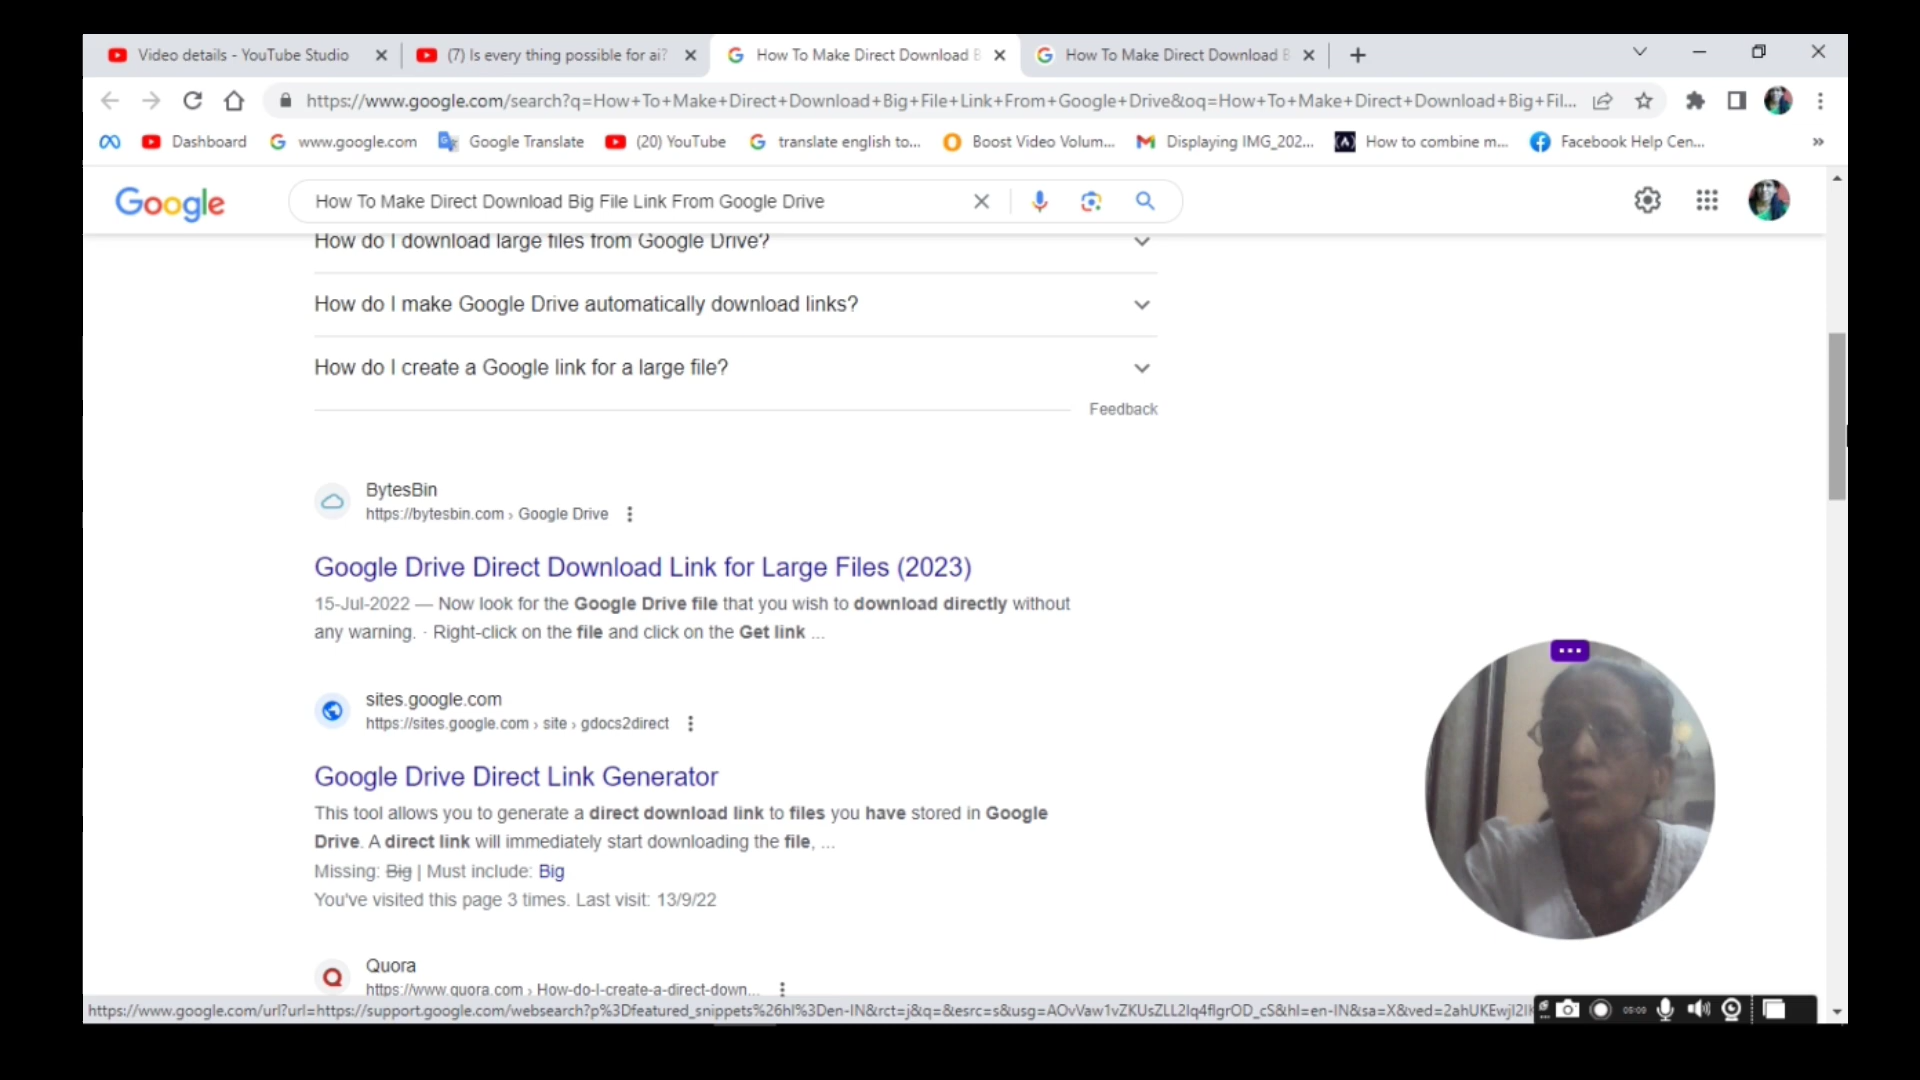 Video details - YouTube Studio
(7) Is every thing possible for ai?
How To Make Direct Download B
How To Make Direct Download B
https://www.google.com/search?q=How+To+Make+Direct+Download+Big+File+Link+From+Google+Drive&oq=How+To+Make+Direct+Download+Big+Fil...
Dashboard
www.google.com
Google Translate
(20) YouTube
translate english to...
Boost Video Volum...
Displaying IMG_202...
How to combine m...
Facebook Help Cen...
»
Google
How To Make Direct Download Big File Link From Google Drive
How do I download large files from Google Drive?
How do I make Google Drive automatically download links?
How do I create a Google link for a large file?
Feedback
BytesBin
https://bytesbin.com › Google Drive
Google Drive Direct Download Link for Large Files (2023)
15-Jul-2022 — Now look for the Google Drive file that you wish to download directly without
any warning. · Right-click on the file and click on the Get link ...
sites.google.com
https://sites.google.com › site › gdocs2direct
Google Drive Direct Link Generator
This tool allows you to generate a direct download link to files you have stored in Google
Drive. A direct link will immediately start downloading the file, ...
Missing: Big | Must include: Big
You've visited this page 3 times. Last visit: 13/9/22
Quora
https://www.quora.com › How-do-I-create-a-direct-down...